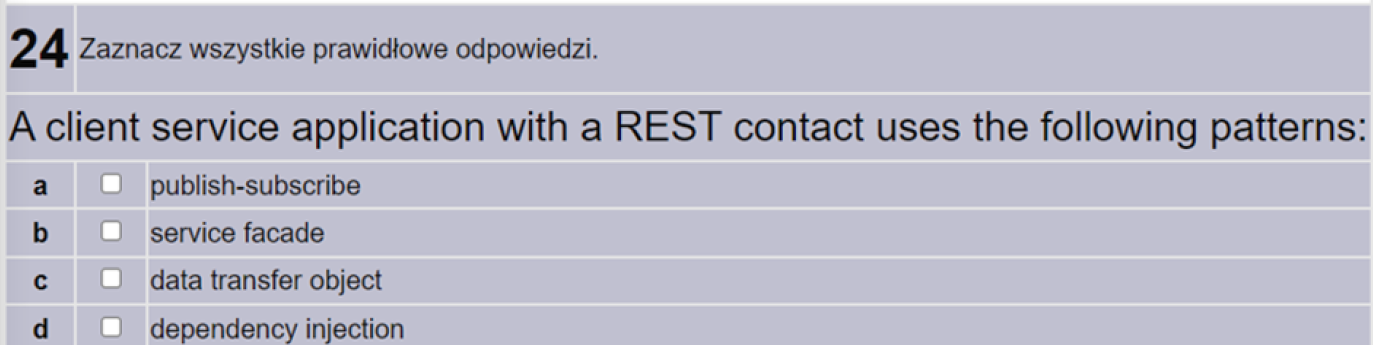 24 Zaznacz wszystkie prawidłowe odpowiedzi.
A client service application with a REST contact uses the following patterns:
a publish-subscribe
b service facade
c data transfer object
d dependency injection